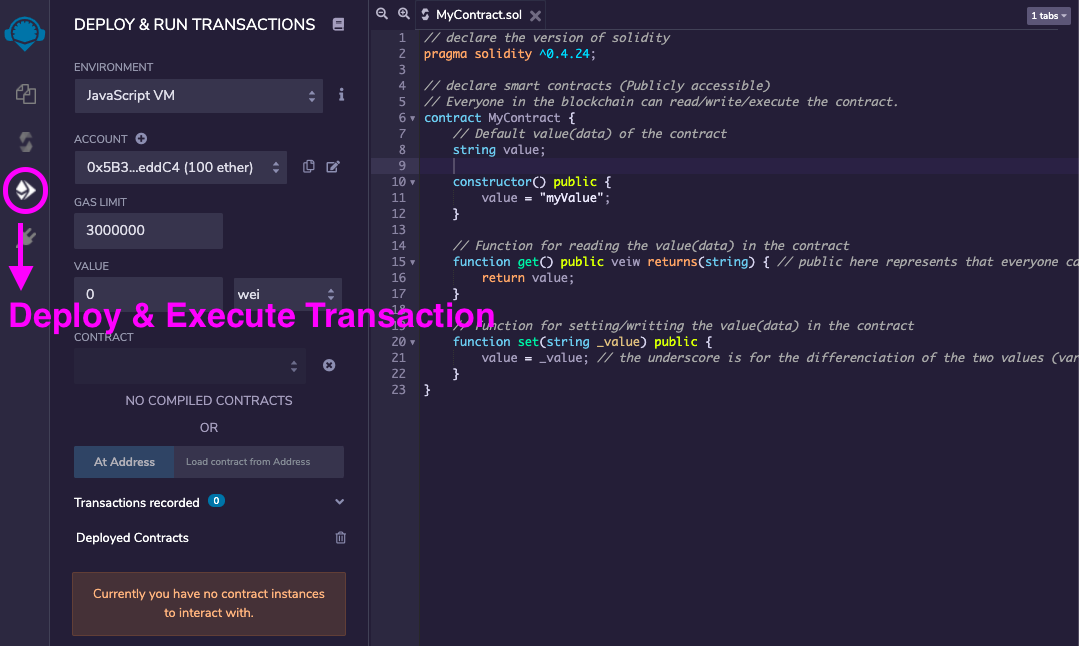 DEPLOY & RUN TRANSACTIONS
ENVIRONMENT
JavaScript VM
i
ACCOUNT
0x5B3...eddC4 (100 ether)
GAS LIMIT
3000000
VALUE
0
wei
Deploy & Execute Transaction
CONTRACT
NO COMPILED CONTRACTS
OR
At Address
Load contract from Address
Transactions recorded 0
Deployed Contracts
Currently you have no contract instances
to interact with.
MyContract.sol
1 tabs
1 // declare the version of solidity
2 pragma solidity ^0.4.24;
3
4 // declare smart contracts (Publicly accessible)
5 // Everyone in the blockchain can read/write/execute the contract.
6 contract MyContract {
7 // Default value(data) of the contract
8 string value;
9
10 constructor() public {
11 value = "myValue";
12 }
13
14 // Function for reading the value(data) in the contract
15 function get() public veiw returns(string) { // public here represents that everyone ca
16 return value;
17 }
18
19 // Function for setting/writting the value(data) in the contract
20 function set(string _value) public {
21 value = _value; // the underscore is for the differenciation of the two values (var
22 }
23 }